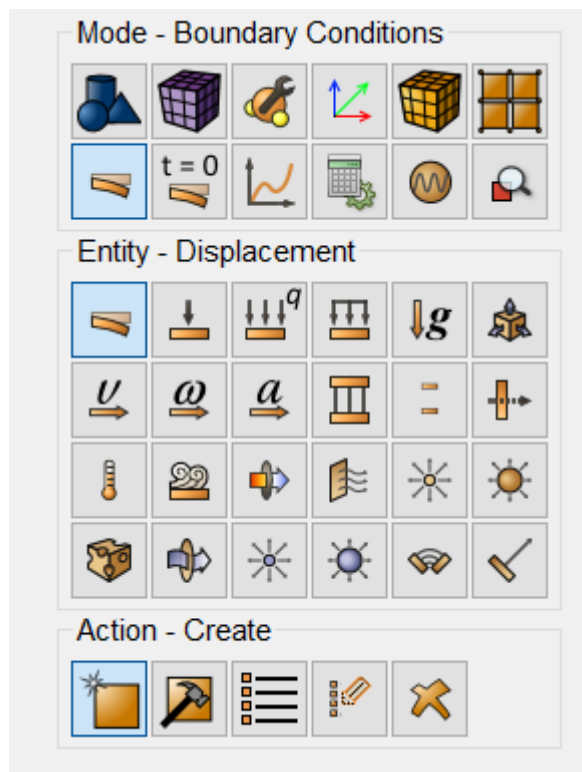 Mode - Boundary Conditions
t = 0
Entity - Displacement
q
g
υ
ω
a
Action - Create